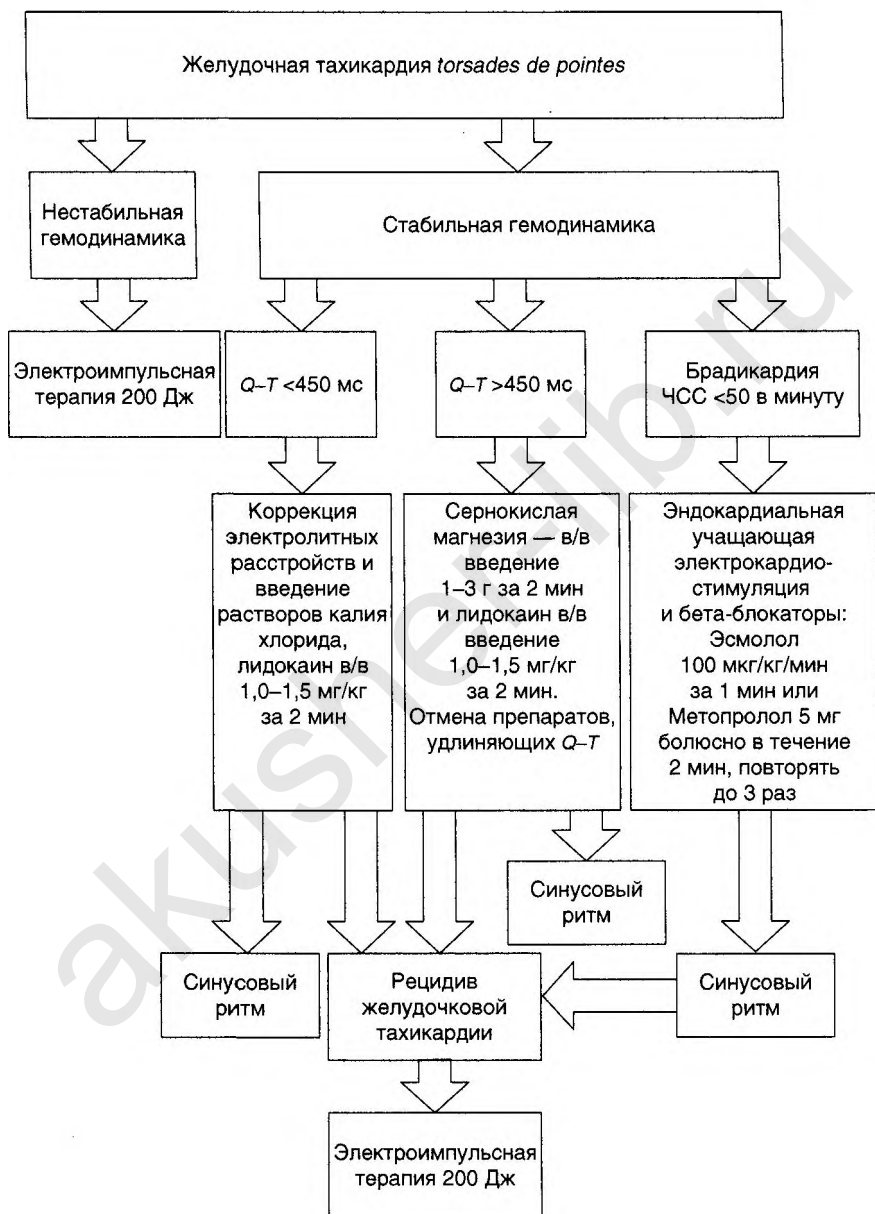 Желудочная тахикардия torsades de pointes
Нестабильная
гемодинамика
Стабильная гемодинамика
Электроимпульсная
терапия 200 Дж
Q–T <450 мс
Q–T >450 мс
Брадикардия
ЧСС <50 в минуту
Коррекция
электролитных
расстройств и
введение
растворов калия
хлорида,
лидокаин в/в
1,0–1,5 мг/кг
за 2 мин
Сернокислая
магнезия — в/в
введение
1–3 г за 2 мин
и лидокаин в/в
введение
1,0–1,5 мг/кг
за 2 мин.
Отмена препаратов,
удлиняющих Q–T
Эндокардиальная
учащающая
электрокардио-
стимуляция
и бета-блокаторы:
Эсмолол
100 мкг/кг/мин
за 1 мин или
Метопролол 5 мг
болюсно в течение
2 мин, повторять
до 3 раз
Синусовый
ритм
Синусовый
ритм
Рецидив
желудочковой
тахикардии
Синусовый
ритм
Электроимпульсная
терапия 200 Дж
akusher-lib.ru